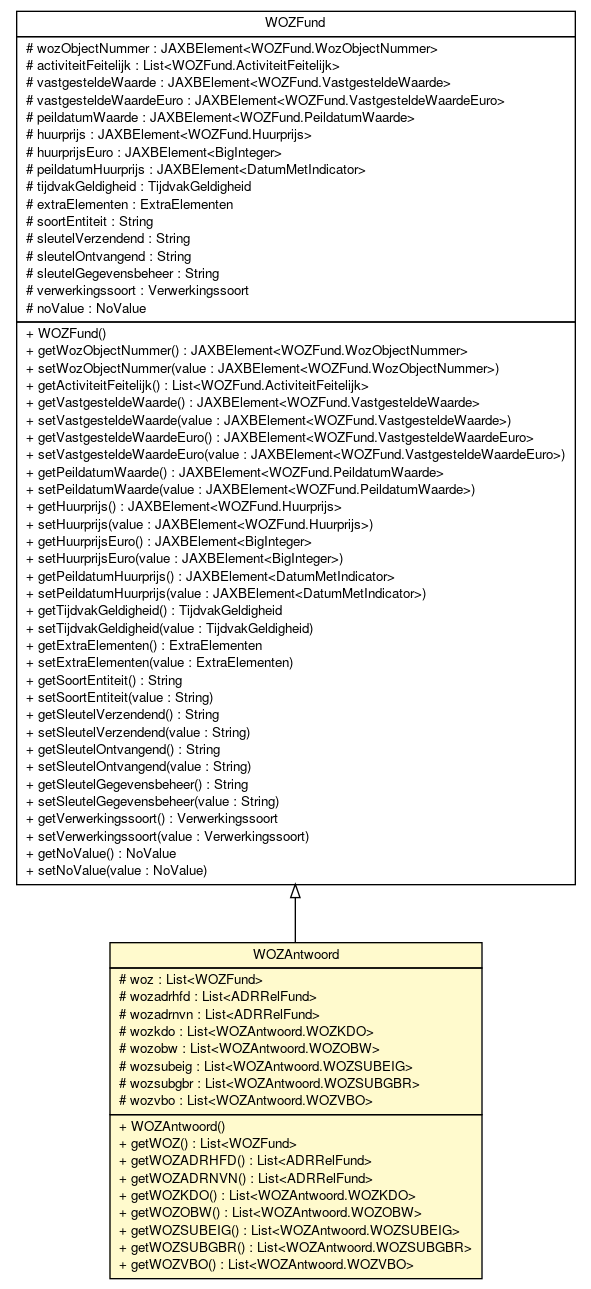 WOZFund
# wozObjectNummer : JAXBElement<WOZFund.WozObjectNummer>
# activiteitFeitelijk : List<WOZFund.ActiviteitFeitelijk>
# vastgesteldeWaarde : JAXBElement<WOZFund.VastgesteldeWaarde>
# vastgesteldeWaardeEuro : JAXBElement<WOZFund.VastgesteldeWaardeEuro>
# peildatumWaarde : JAXBElement<WOZFund.PeildatumWaarde>
# huurprijs : JAXBElement<WOZFund.Huurprijs>
# huurprijsEuro : JAXBElement<BigInteger>
# peildatumHuurprijs : JAXBElement<DatumMetIndicator>
# tijdvakGeldigheid : TijdvakGeldigheid
# extraElementen : ExtraElementen
# soortEntiteit : String
# sleutelVerzendend : String
# sleutelOntvangend : String
# sleutelGegevensbeheer : String
# verwerkingssoort : Verwerkingssoort
# noValue : NoValue
+ WOZFund()
+ getWozObjectNummer() : JAXBElement<WOZFund.WozObjectNummer>
+ setWozObjectNummer(value : JAXBElement<WOZFund.WozObjectNummer>)
+ getActiviteitFeitelijk() : List<WOZFund.ActiviteitFeitelijk>
+ getVastgesteldeWaarde() : JAXBElement<WOZFund.VastgesteldeWaarde>
+ setVastgesteldeWaarde(value : JAXBElement<WOZFund.VastgesteldeWaarde>)
+ getVastgesteldeWaardeEuro() : JAXBElement<WOZFund.VastgesteldeWaardeEuro>
+ setVastgesteldeWaardeEuro(value : JAXBElement<WOZFund.VastgesteldeWaardeEuro>)
+ getPeildatumWaarde() : JAXBElement<WOZFund.PeildatumWaarde>
+ setPeildatumWaarde(value : JAXBElement<WOZFund.PeildatumWaarde>)
+ getHuurprijs() : JAXBElement<WOZFund.Huurprijs>
+ setHuurprijs(value : JAXBElement<WOZFund.Huurprijs>)
+ getHuurprijsEuro() : JAXBElement<BigInteger>
+ setHuurprijsEuro(value : JAXBElement<BigInteger>)
+ getPeildatumHuurprijs() : JAXBElement<DatumMetIndicator>
+ setPeildatumHuurprijs(value : JAXBElement<DatumMetIndicator>)
+ getTijdvakGeldigheid() : TijdvakGeldigheid
+ setTijdvakGeldigheid(value : TijdvakGeldigheid)
+ getExtraElementen() : ExtraElementen
+ setExtraElementen(value : ExtraElementen)
+ getSoortEntiteit() : String
+ setSoortEntiteit(value : String)
+ getSleutelVerzendend() : String
+ setSleutelVerzendend(value : String)
+ getSleutelOntvangend() : String
+ setSleutelOntvangend(value : String)
+ getSleutelGegevensbeheer() : String
+ setSleutelGegevensbeheer(value : String)
+ getVerwerkingssoort() : Verwerkingssoort
+ setVerwerkingssoort(value : Verwerkingssoort)
+ getNoValue() : NoValue
+ setNoValue(value : NoValue)
WOZAntwoord
# woz : List<WOZFund>
# wozadrhfd : List<ADRRelFund>
# wozadrnvn : List<ADRRelFund>
# wozkdo : List<WOZAntwoord.WOZKDO>
# wozobw : List<WOZAntwoord.WOZOBW>
# wozsubeig : List<WOZAntwoord.WOZSUBEIG>
# wozsubgbr : List<WOZAntwoord.WOZSUBGBR>
# wozvbo : List<WOZAntwoord.WOZVBO>
+ WOZAntwoord()
+ getWOZ() : List<WOZFund>
+ getWOZADRHFD() : List<ADRRelFund>
+ getWOZADRNVN() : List<ADRRelFund>
+ getWOZKDO() : List<WOZAntwoord.WOZKDO>
+ getWOZOBW() : List<WOZAntwoord.WOZOBW>
+ getWOZSUBEIG() : List<WOZAntwoord.WOZSUBEIG>
+ getWOZSUBGBR() : List<WOZAntwoord.WOZSUBGBR>
+ getWOZVBO() : List<WOZAntwoord.WOZVBO>